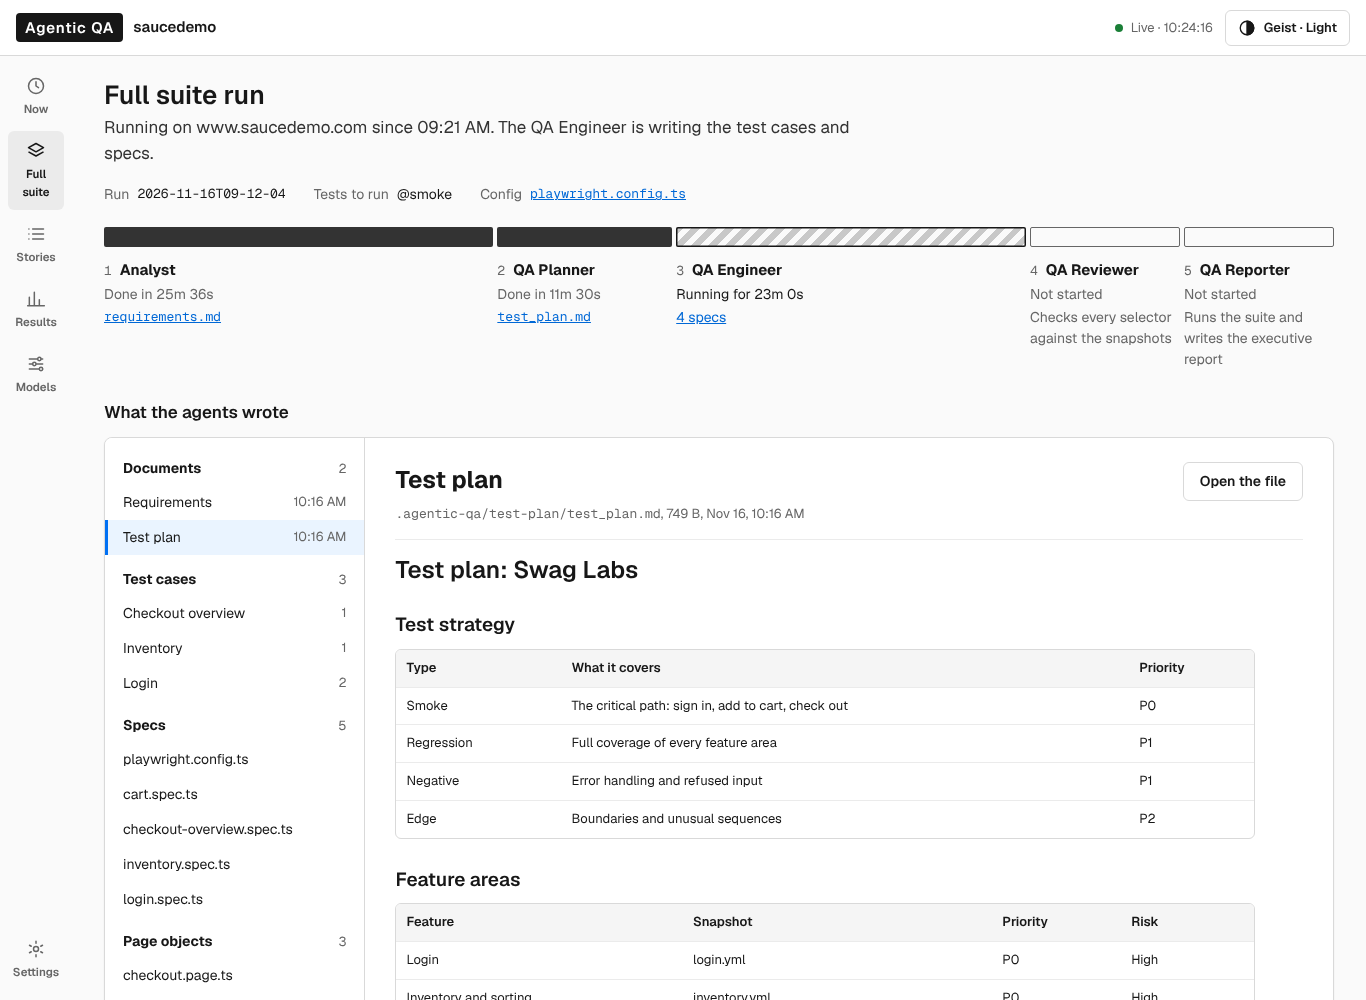 Agentic QA
saucedemo
Live · 10:24:16
Geist · Light
Now
Full
suite
Stories
Results
Models
Settings
Full suite run
Running on www.saucedemo.com since 09:21 AM. The QA Engineer is writing the test cases and
specs.
Run 2026-11-16T09-12-04 Tests to run @smoke Config playwright.config.ts
1 Analyst
Done in 25m 36s
requirements.md
2 QA Planner
Done in 11m 30s
test_plan.md
3 QA Engineer
Running for 23m 0s
4 specs
4 QA Reviewer
Not started
Checks every selector
against the snapshots
5 QA Reporter
Not started
Runs the suite and
writes the executive
report
What the agents wrote
Documents 2
Requirements 10:16 AM
Test plan 10:16 AM
Test cases 3
Checkout overview 1
Inventory 1
Login 2
Specs 5
playwright.config.ts
cart.spec.ts
checkout-overview.spec.ts
inventory.spec.ts
login.spec.ts
Page objects 3
checkout.page.ts
Test plan
Open the file
.agentic-qa/test-plan/test_plan.md, 749 B, Nov 16, 10:16 AM
Test plan: Swag Labs
Test strategy
Type What it covers Priority
Smoke The critical path: sign in, add to cart, check out P0
Regression Full coverage of every feature area P1
Negative Error handling and refused input P1
Edge Boundaries and unusual sequences P2
Feature areas
Feature Snapshot Priority Risk
Login login.yml P0 High
Inventory and sorting inventory.yml P0 High